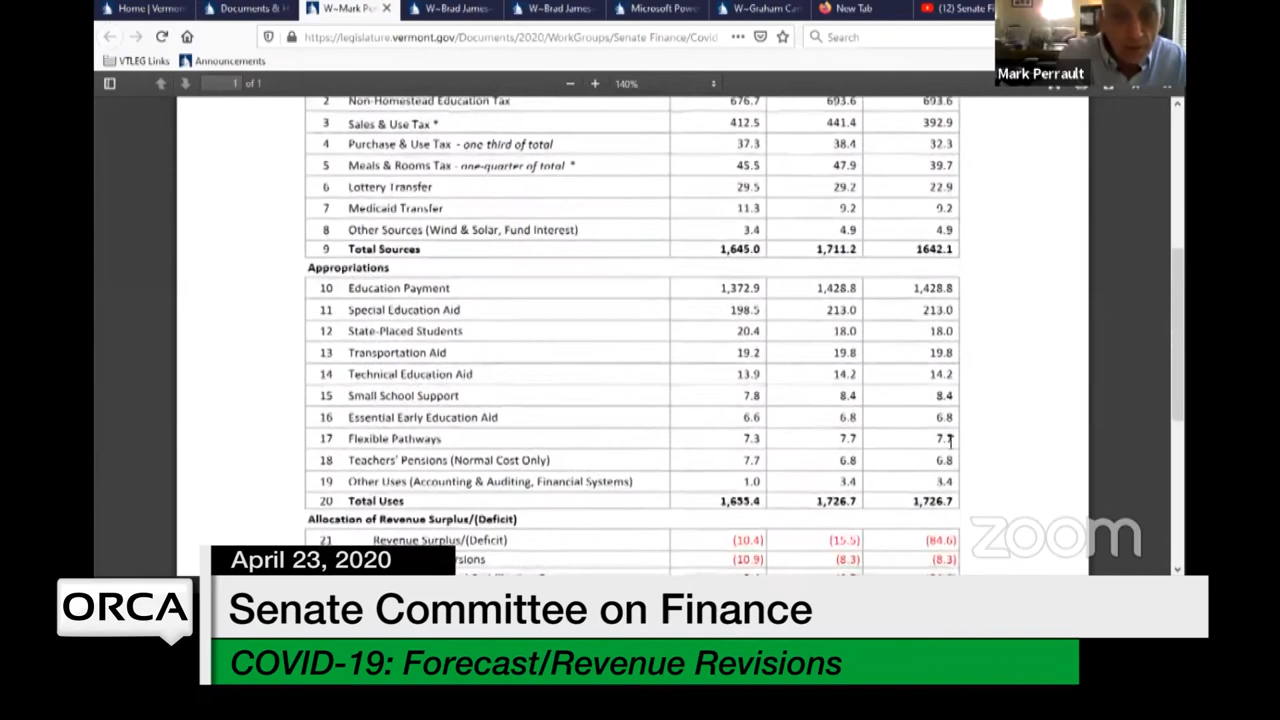 Home | Vermon
Documents & H
W~Mark Pe
W~Brad James-
W~Brad James-
Microsoft Powe
W~Graham Ca
New Tab
(12) Senate Fi
https://legislature.vermont.gov/Documents/2020/WorkGroups/Senate Finance/Covid
Search
VTLEG Links
Announcements
Mark Perrault
1 of 1
140%
2 Non-Homestead Education Tax 676.7 693.6 693.6
3 Sales & Use Tax * 412.5 441.4 392.9
4 Purchase & Use Tax - one third of total 37.3 38.4 32.3
5 Meals & Rooms Tax - one-quarter of total * 45.5 47.9 39.7
6 Lottery Transfer 29.5 29.2 22.9
7 Medicaid Transfer 11.3 9.2 9.2
8 Other Sources (Wind & Solar, Fund Interest) 3.4 4.9 4.9
9 Total Sources 1,645.0 1,711.2 1642.1
Appropriations
10 Education Payment 1,372.9 1,428.8 1,428.8
11 Special Education Aid 198.5 213.0 213.0
12 State-Placed Students 20.4 18.0 18.0
13 Transportation Aid 19.2 19.8 19.8
14 Technical Education Aid 13.9 14.2 14.2
15 Small School Support 7.8 8.4 8.4
16 Essential Early Education Aid 6.6 6.8 6.8
17 Flexible Pathways 7.3 7.7 7.7
18 Teachers' Pensions (Normal Cost Only) 7.7 6.8 6.8
19 Other Uses (Accounting & Auditing, Financial Systems) 1.0 3.4 3.4
20 Total Uses 1,655.4 1,726.7 1,726.7
Allocation of Revenue Surplus/(Deficit)
21 Revenue Surplus/(Deficit) (10.4) (15.5) (84.6)
rsions (10.9) (8.3) (8.3)
zoom
April 23, 2020
ORCA
Senate Committee on Finance
COVID-19: Forecast/Revenue Revisions